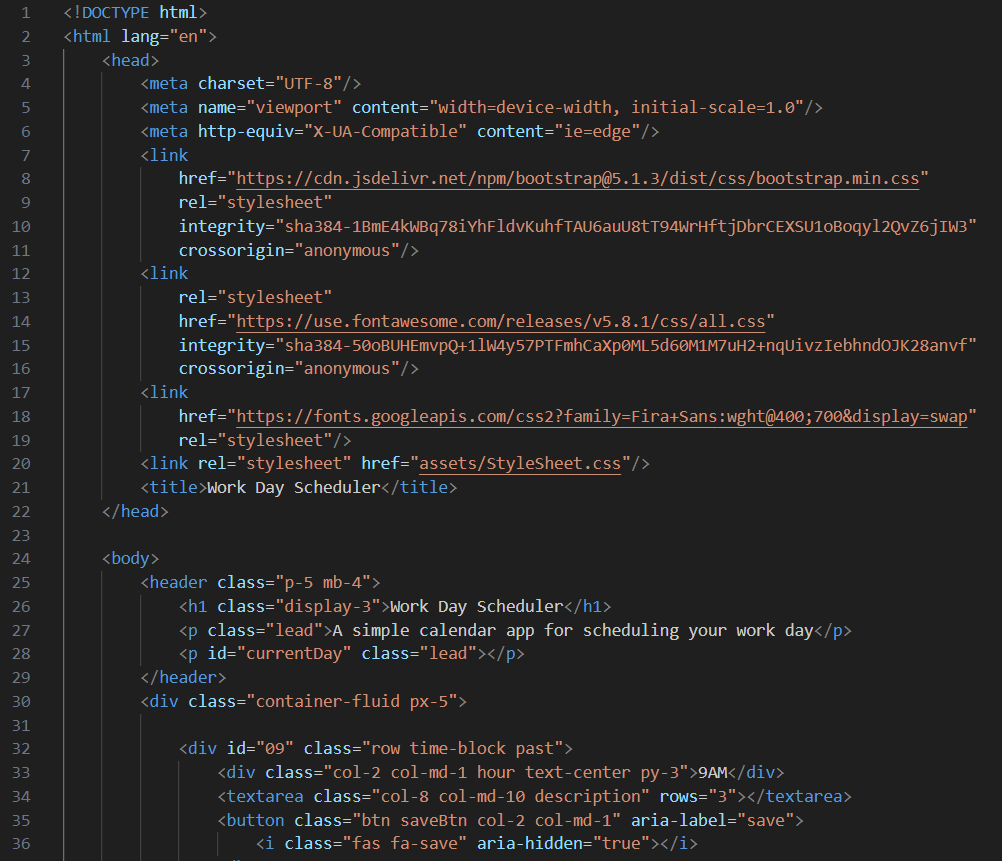 1 <!DOCTYPE html>
2 <html lang="en">
3 <head>
4 <meta charset="UTF-8"/>
5 <meta name="viewport" content="width=device-width, initial-scale=1.0"/>
6 <meta http-equiv="X-UA-Compatible" content="ie=edge"/>
7 <link
8 href="https://cdn.jsdelivr.net/npm/bootstrap@5.1.3/dist/css/bootstrap.min.css"
9 rel="stylesheet"
10 integrity="sha384-1BmE4kWBq78iYhFldvKuhfTAU6auU8tT94WrHftjDbrCEXSU1oBoqyl2QvZ6jIW3"
11 crossorigin="anonymous"/>
12 <link
13 rel="stylesheet"
14 href="https://use.fontawesome.com/releases/v5.8.1/css/all.css"
15 integrity="sha384-50oBUHEmvpQ+1lW4y57PTFmhCaXp0ML5d60M1M7uH2+nqUivzIebhndOJK28anvf"
16 crossorigin="anonymous"/>
17 <link
18 href="https://fonts.googleapis.com/css2?family=Fira+Sans:wght@400;700&display=swap"
19 rel="stylesheet"/>
20 <link rel="stylesheet" href="assets/StyleSheet.css"/>
21 <title>Work Day Scheduler</title>
22 </head>
23
24 <body>
25 <header class="p-5 mb-4">
26 <h1 class="display-3">Work Day Scheduler</h1>
27 <p class="lead">A simple calendar app for scheduling your work day</p>
28 <p id="currentDay" class="lead"></p>
29 </header>
30 <div class="container-fluid px-5">
31
32 <div id="09" class="row time-block past">
33 <div class="col-2 col-md-1 hour text-center py-3">9AM</div>
34 <textarea class="col-8 col-md-10 description" rows="3"></textarea>
35 <button class="btn saveBtn col-2 col-md-1" aria-label="save">
36 <i class="fas fa-save" aria-hidden="true"></i>